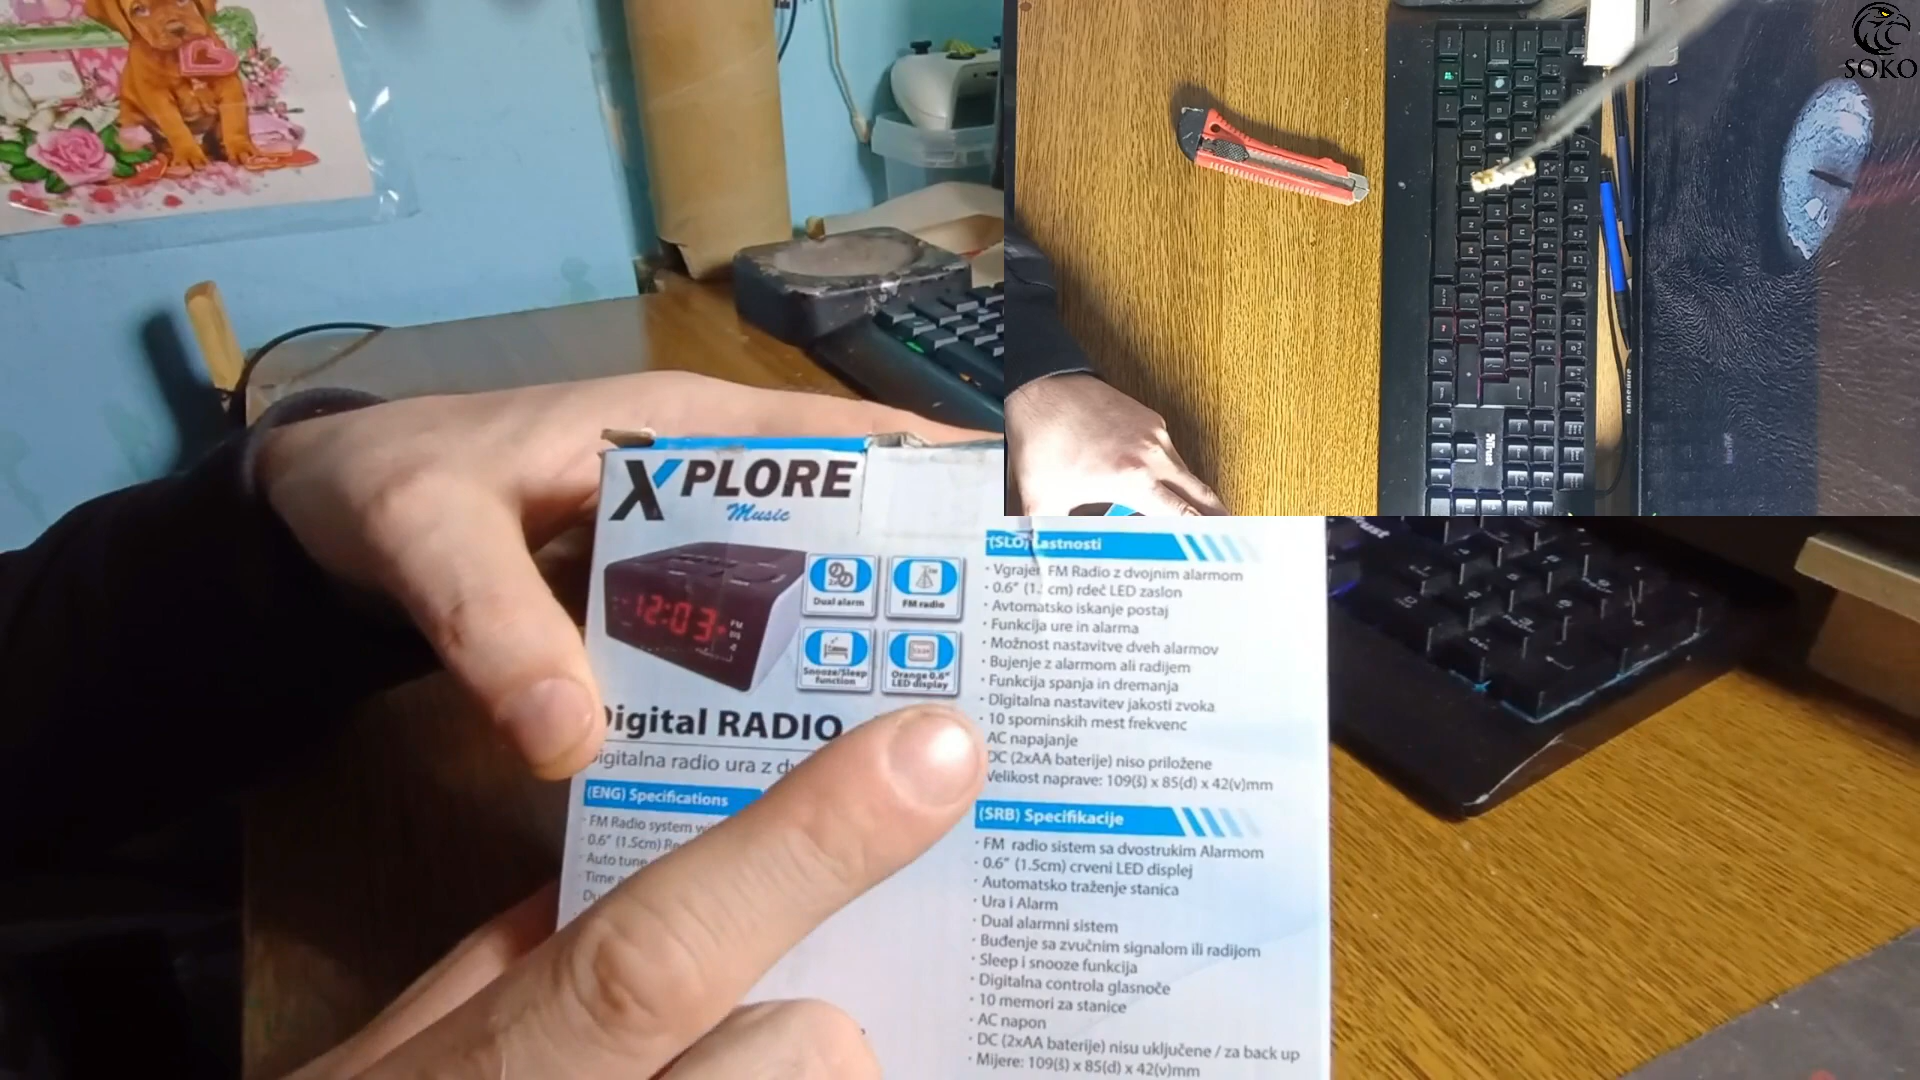 SOKO
XPLORE
Music
12:03
Dual alarm
FM radio
Snooze/Sleep function
Orange 0.6" LED display
Digital RADIO
Digitalna radio ura z
(ENG) Specifications
FM Radio system
0.6" (1.5cm)
Auto tune
Time
(SLO) Lastnosti
FM Radio z dvojnim alarmom
0.6" cm) rdeč LED zaslon
Avtomatsko iskanje postaj
Funkcija ure in alarma
Možnost nastavitve dveh alarmov
Bujenje z alarmom ali radijem
Funkcija spanja in dremanja
Digitalna nastavitev jakosti zvoka
10 spominskih mest frekvenc
AC napajanje
DC (2xAA baterije) niso priložene
Velikost naprave: 109(š) x 85(d) x 42(v)mm
(SRB) Specifikacije
FM radio sistem sa dvostrukim Alarmom
0.6" (1.5cm) crveni LED displej
Automatsko traženje stanica
Ura i Alarm
Dual alarmni sistem
Buđenje sa zvučnim signalom ili radijom
Sleep i snooze funkcija
Digitalna controla glasnoče
10 memori za stanice
AC napon
DC (2xAA baterije) nisu uključene / za back up
Mijere: 109(š) x 85(d) x 42(v)mm
Trust
SAMSUNG